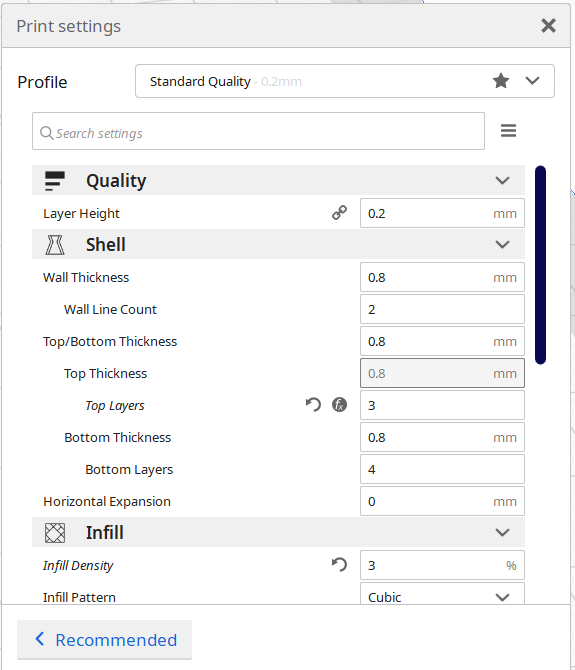 Print settings
Profile
Standard Quality - 0.2mm
Search settings
Quality
Layer Height 0.2 mm
Shell
Wall Thickness 0.8 mm
Wall Line Count 2
Top/Bottom Thickness 0.8 mm
Top Thickness 0.8 mm
Top Layers fx 3
Bottom Thickness 0.8 mm
Bottom Layers 4
Horizontal Expansion 0 mm
Infill
Infill Density 3 %
Infill Pattern Cubic
Recommended